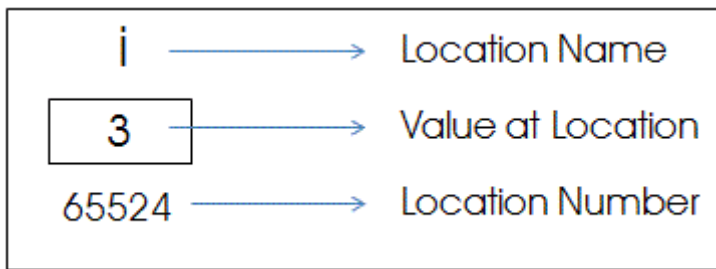 i Location Name
3 Value at Location
65524 Location Number